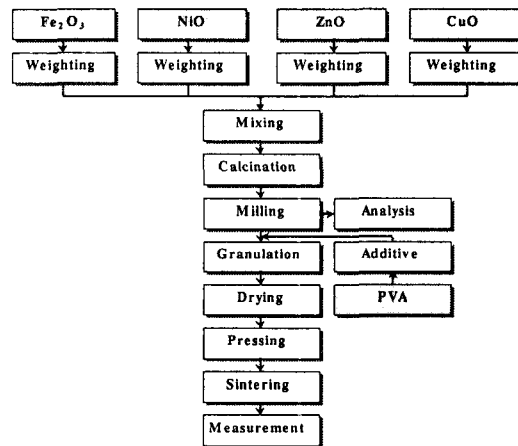 Fe₂O₃ NiO ZnO CuO
Weighting Weighting Weighting Weighting
Mixing
Calcination
Milling Analysis
Granulation Additive
Drying PVA
Pressing
Sintering
Measurement